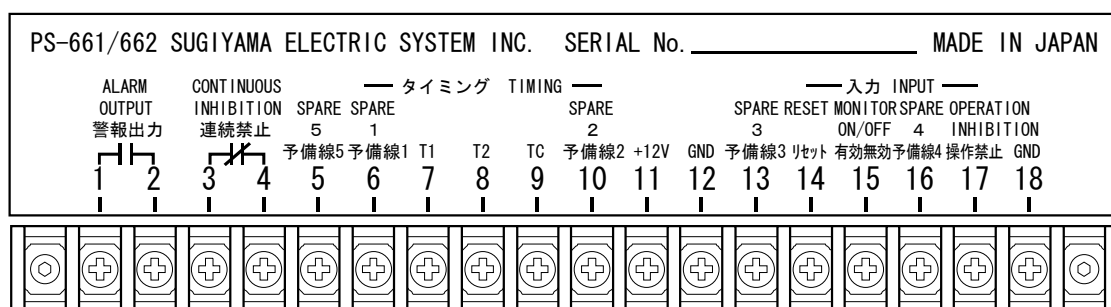 PS-661/662 SUGIYAMA ELECTRIC SYSTEM INC. SERIAL No. MADE IN JAPAN
ALARM CONTINUOUS タイミング TIMING 入力 INPUT
OUTPUT INHIBITION SPARE SPARE SPARE SPARE RESET MONITOR SPARE OPERATION
警報出力 連続禁止 5 1 2 3 ON/OFF 4 INHIBITION
予備線5 予備線1 T1 T2 TC 予備線2 +12V GND 予備線3 リセット 有効無効 予備線4 操作禁止 GND
1 2 3 4 5 6 7 8 9 10 11 12 13 14 15 16 17 18